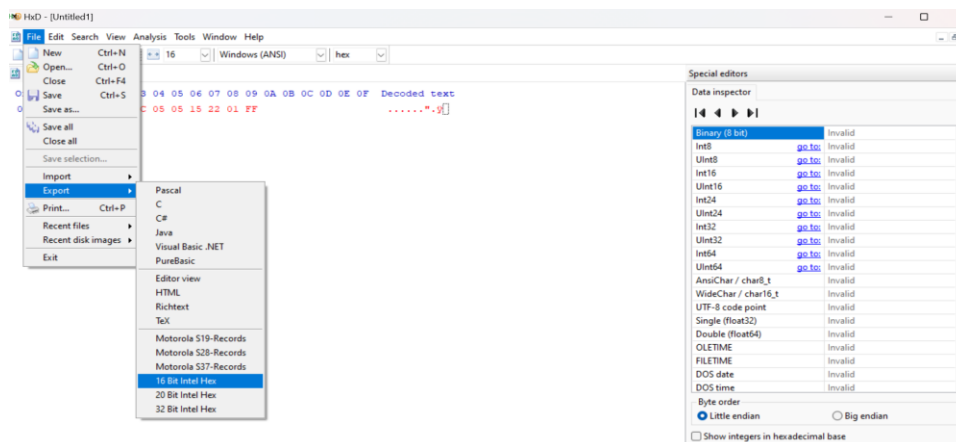 HxD - [Untitled1]
File Edit Search View Analysis Tools Window Help
16 Windows (ANSI) hex
New Ctrl+N
Open... Ctrl+O
Close Ctrl+F4
Save Ctrl+S
Save as...
Save all
Close all
Save selection...
Import
Export
Print... Ctrl+P
Recent files
Recent disk images
Exit
04 05 06 07 08 09 0A 0B 0C 0D 0E 0F Decoded text
05 05 15 22 01 FF ......".ÿ
Pascal
C
C#
Java
Visual Basic .NET
PureBasic
Editor view
HTML
Richtext
TeX
Motorola S19-Records
Motorola S28-Records
Motorola S37-Records
16 Bit Intel Hex
20 Bit Intel Hex
32 Bit Intel Hex
Special editors
Data inspector
Binary (8 bit) Invalid
Int8 go to: Invalid
UInt8 go to: Invalid
Int16 go to: Invalid
UInt16 go to: Invalid
Int24 go to: Invalid
UInt24 go to: Invalid
Int32 go to: Invalid
UInt32 go to: Invalid
Int64 go to: Invalid
UInt64 go to: Invalid
AnsiChar / char8_t Invalid
WideChar / char16_t Invalid
UTF-8 code point Invalid
Single (float32) Invalid
Double (float64) Invalid
OLETIME Invalid
FILETIME Invalid
DOS date Invalid
DOS time Invalid
Byte order
Little endian Big endian
Show integers in hexadecimal base